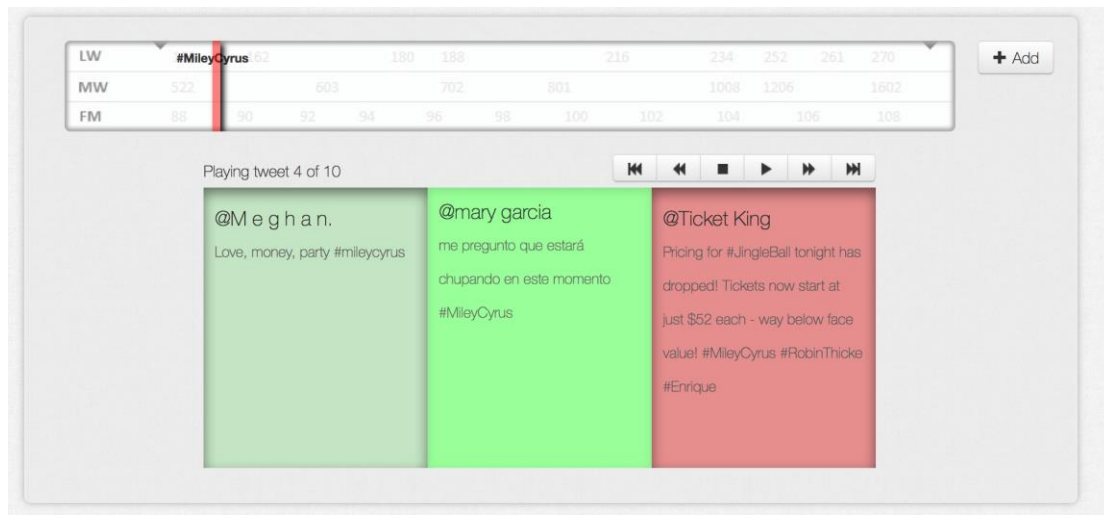 LW #MileyCyrus 162 180 188 216 234 252 261 270
MW 522 603 702 801 1008 1206 1602
FM 88 90 92 94 96 98 100 102 104 106 108
+ Add
Playing tweet 4 of 10
@M e g h a n.
Love, money, party #mileycyrus
@mary garcia
me pregunto que estará
chupando en este momento
#MileyCyrus
@Ticket King
Pricing for #JingleBall tonight has
dropped! Tickets now start at
just $52 each - way below face
value! #MileyCyrus #RobinThicke
#Enrique